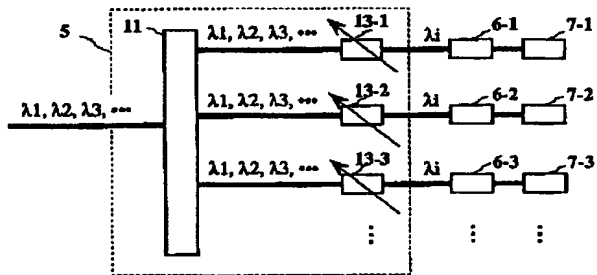 5
11
λ1, λ2, λ3, ···
13-1
λi
6-1
7-1
λ1, λ2, λ3, ···
λ1, λ2, λ3, ···
13-2
λi
6-2
7-2
λ1, λ2, λ3, ···
13-3
λi
6-3
7-3